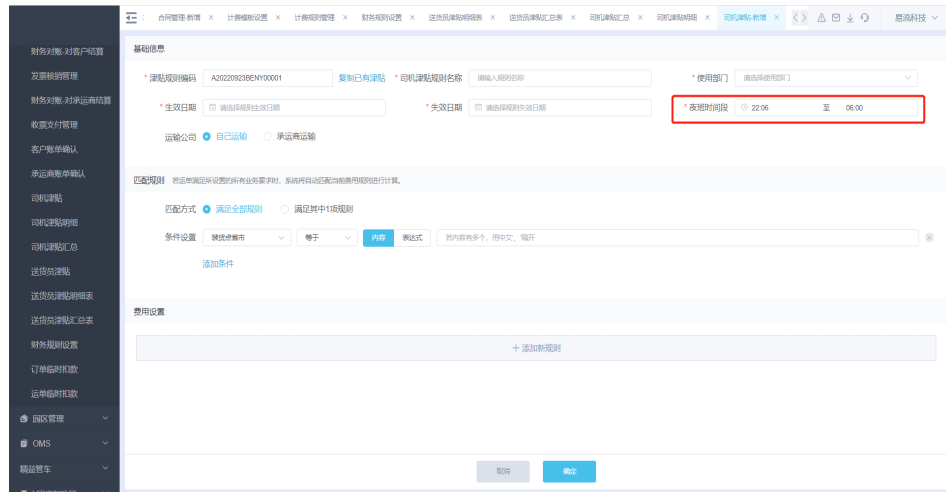 合同管理-新增 × 计费模板设置 × 计费规则管理 × 财务规则设置 × 送货员津贴明细表 × 送货员津贴汇总表 × 司机津贴汇总 × 司机津贴明细 × 司机津贴-新增 × 易流科技
财务对账-对客户结算
发票核销管理
财务对账-对承运商结算
收票支付管理
客户账单确认
承运商账单确认
司机津贴
司机津贴明细
司机津贴汇总
送货员津贴
送货员津贴明细表
送货员津贴汇总表
财务规则设置
订单临时扣款
运单临时扣款
园区管理
OMS
精益管车
基础信息
* 津贴规则编码 A20220923BENY00001 复制已有津贴 * 司机津贴规则名称 请输入规则名称 * 使用部门 请选择使用部门
* 生效日期 请选择规则生效日期 * 失效日期 请选择规则失效日期 * 夜班时间段 22:06 至 06:00
运输公司 自己运输 承运商运输
匹配规则 若运单满足所设置的所有业务要求时，系统将自动匹配当前费用规则进行计算。
匹配方式 满足全部规则 满足其中1项规则
条件设置 装货点省市 等于 内容 表达式 若内容有多个，用中文，隔开
添加条件
费用设置
+ 添加新规则
取消 确定